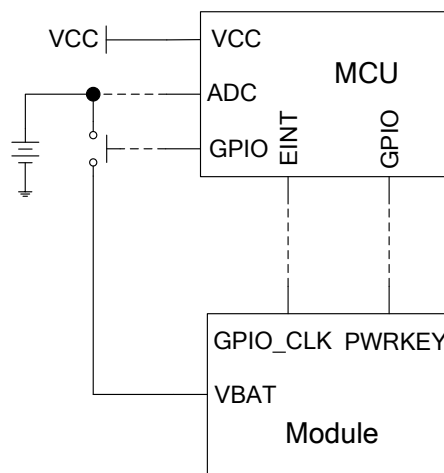 VCC VCC
MCU
ADC
GPIO
EINT
GPIO
GPIO_CLK PWRKEY
VBAT
Module